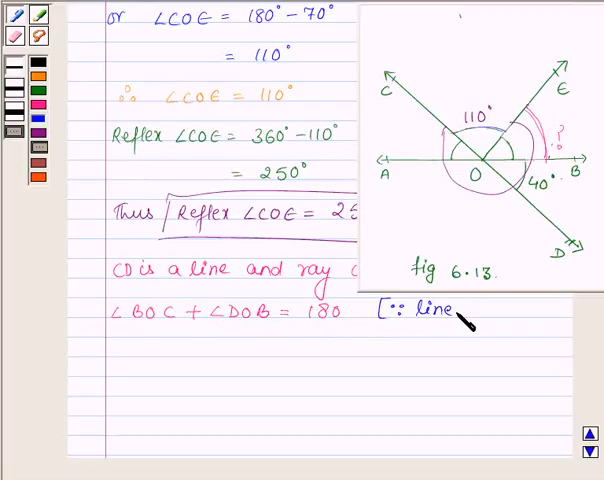 or ∠COE = 180° - 70°
= 110°
∴ ∠COE = 110°
Reflex ∠COE = 360° - 110°
= 250°
Thus Reflex ∠COE = 25
CD is a line and ray
∠BOC + ∠DOB = 180 [∵ line
C
E
110°
?
A
O
B
40°
D
fig 6.13.